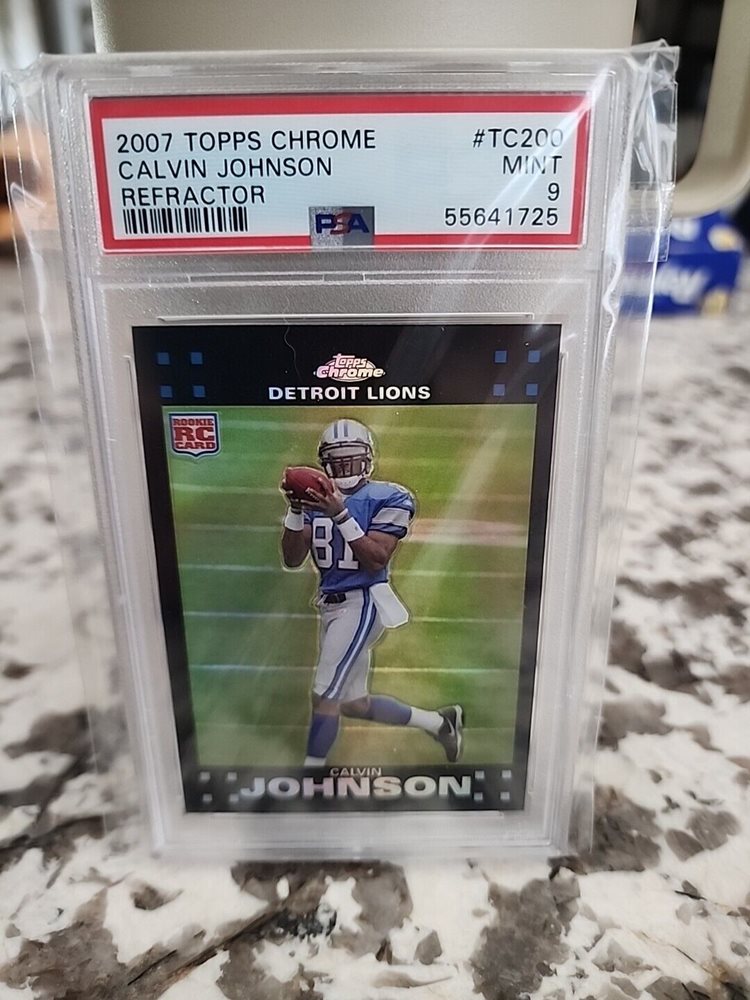 2007 TOPPS CHROME #TC200
CALVIN JOHNSON MINT
REFRACTOR 9
PSA 55641725
Topps
Chrome
DETROIT LIONS
ROOKIE
RC
CARD
81
CALVIN
JOHNSON